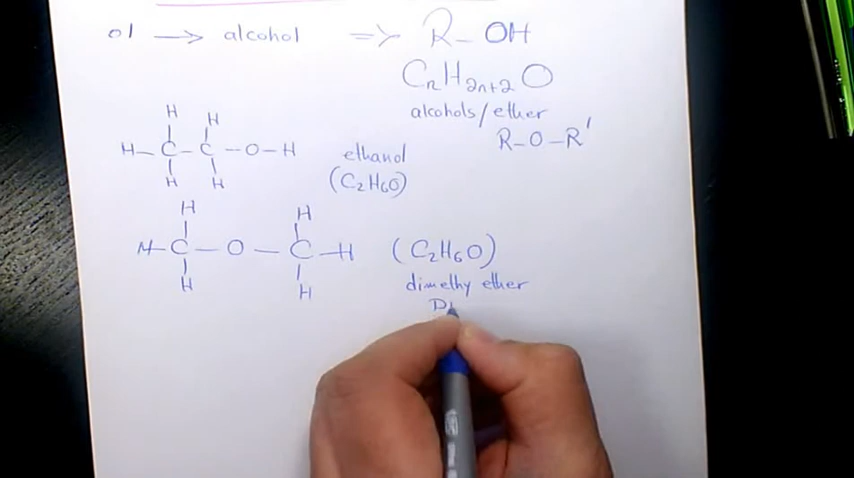 ol → alcohol => R-OH
CₙH₂ₙ₊₂O
alcohols/ether
R-O-R'
H H
H-C-C-O-H ethanol
H H (C₂H₆O)
H H
H-C-O-C-H (C₂H₆O)
H H dimethy ether
D